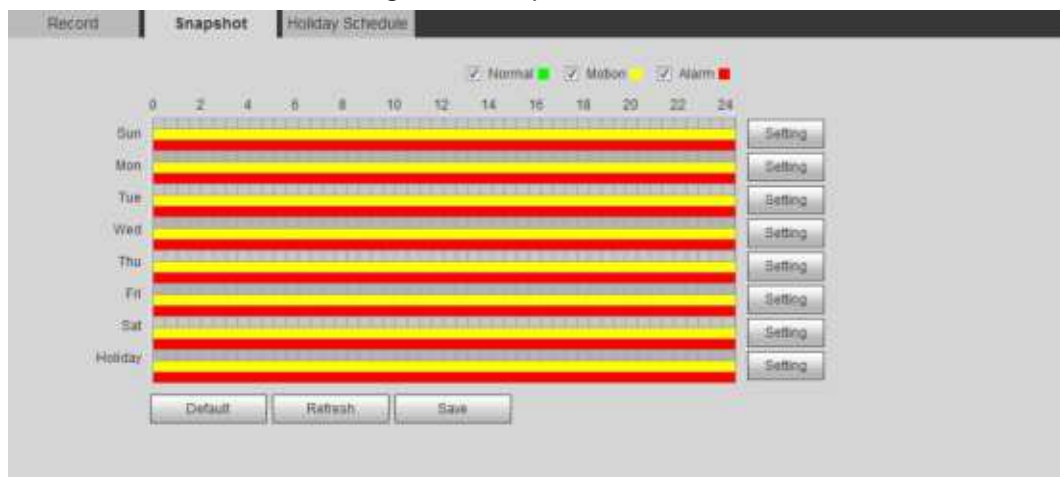 Record Snapshot Holiday Schedule
Normal Motion Alarm
0 2 4 6 8 10 12 14 16 18 20 22 24
Sun Setting
Mon Setting
Tue Setting
Wed Setting
Thu Setting
Fri Setting
Sat Setting
Holiday Setting
Default Refresh Save